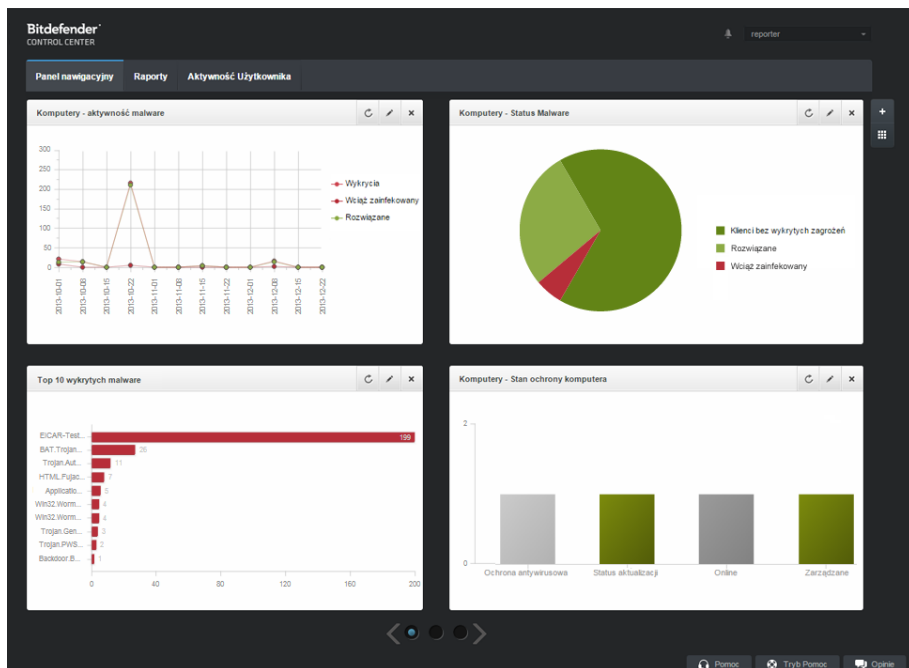 Bitdefender
CONTROL CENTER
reporter
Panel nawigacyjny Raporty Aktywność Użytkownika
Komputery - aktywność malware
300
250
200
150
100
50
0
2013-10-01 2013-10-08 2013-10-15 2013-10-22 2013-11-01 2013-11-08 2013-11-15 2013-11-22 2013-12-01 2013-12-08 2013-12-15 2013-12-22
Wykrycia
Wciąż zainfekowany
Rozwiązane
Komputery - Status Malware
Klienci bez wykrytych zagrożeń
Rozwiązane
Wciąż zainfekowany
Top 10 wykrytych malware
EICAR-Test... 199
BAT.Trojan... 26
Trojan.Aut... 11
HTML.Fujac... 7
Applicatio... 5
Win32.Worm... 4
Win32.Worm... 4
Trojan.Gen... 3
Trojan.PWS... 2
Backdoor.B... 1
0 40 80 120 160 200
Komputery - Stan ochrony komputera
2
0
Ochrona antywirusowa Status aktualizacji Online Zarządzane
Pomoc Tryb Pomoc Opinie